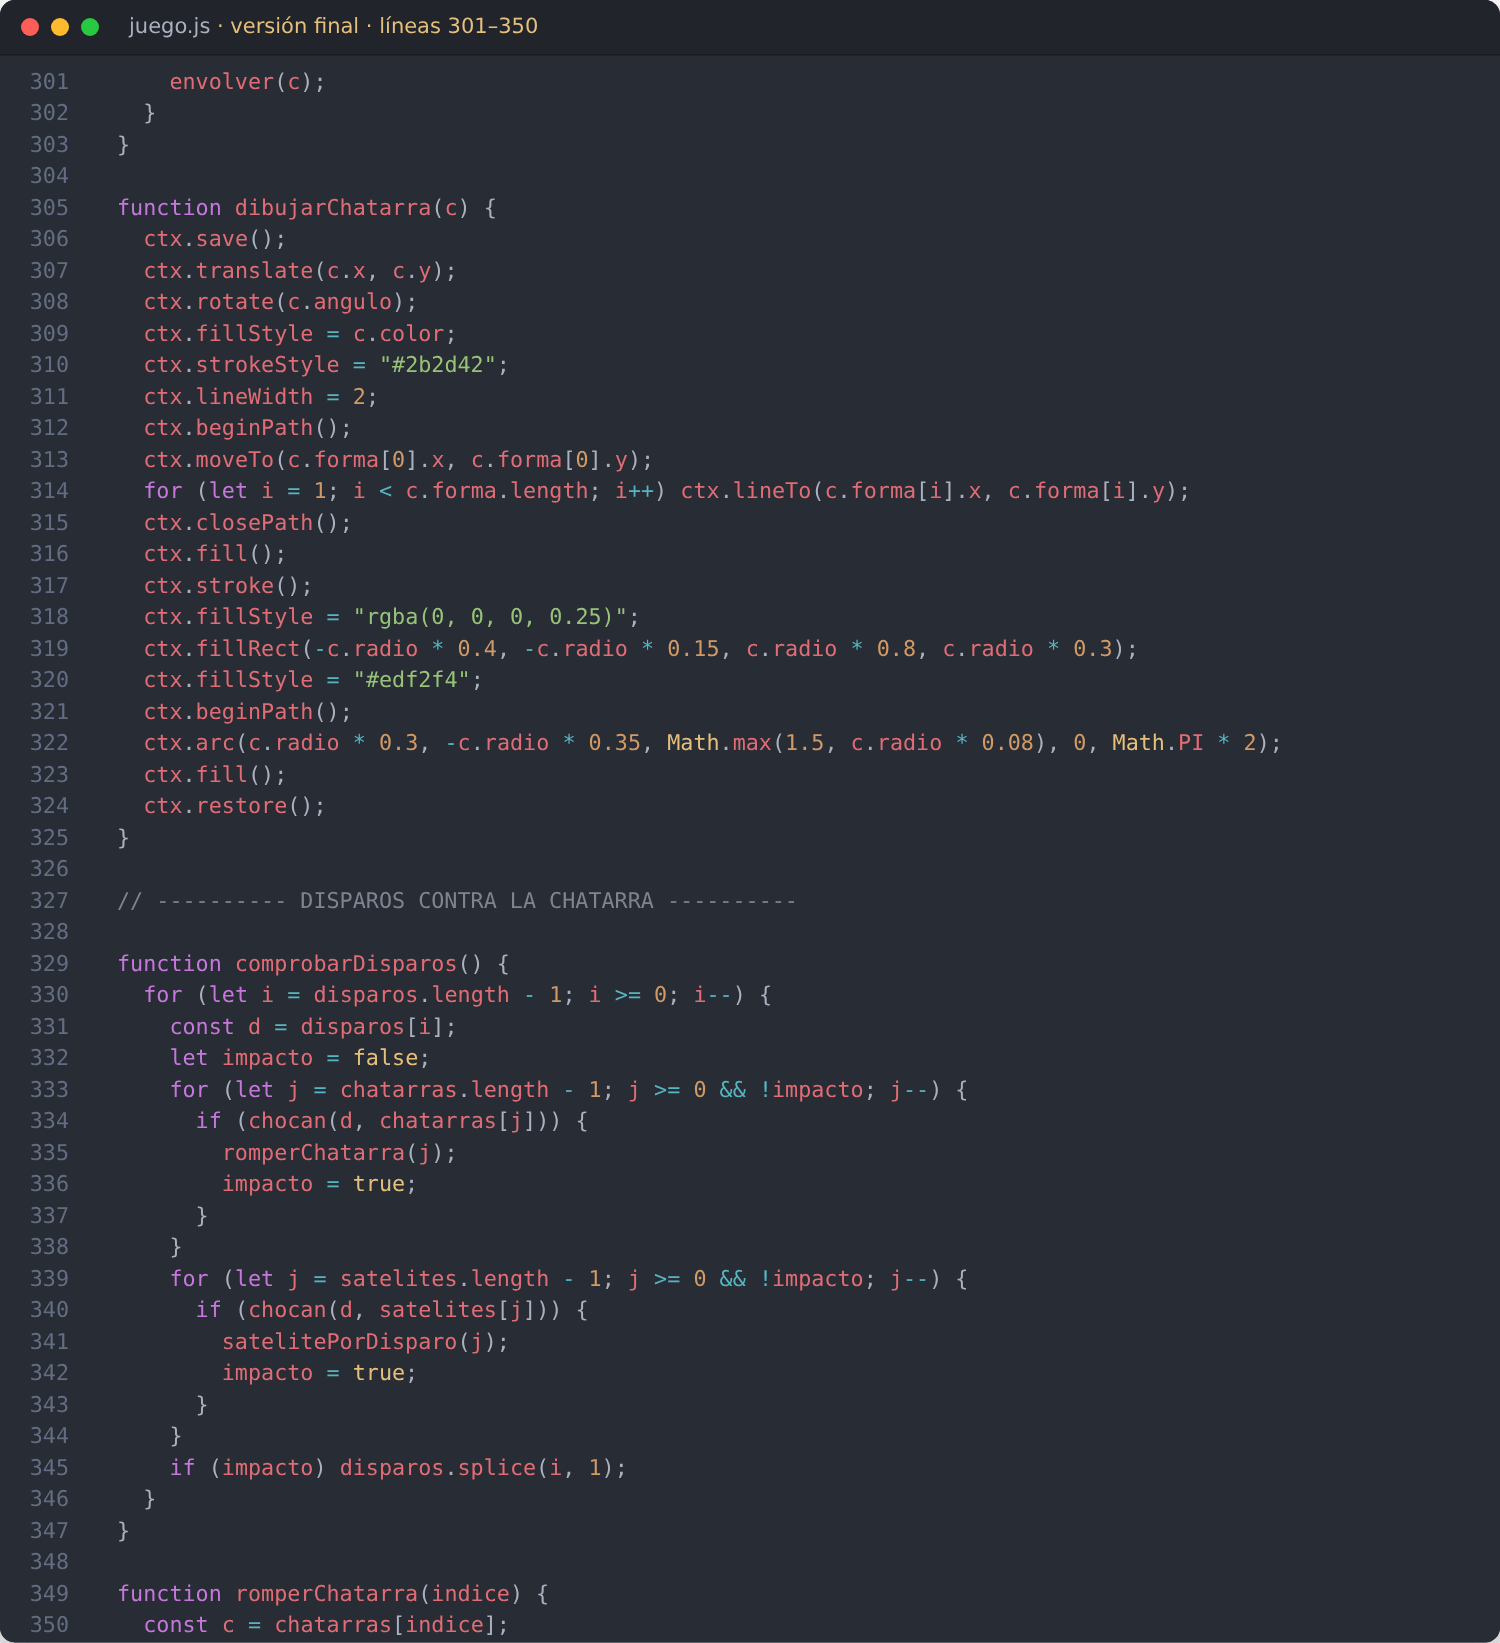 juego.js · versión final · líneas 301–350
301 envolver(c);
302 }
303 }
304
305 function dibujarChatarra(c) {
306 ctx.save();
307 ctx.translate(c.x, c.y);
308 ctx.rotate(c.angulo);
309 ctx.fillStyle = c.color;
310 ctx.strokeStyle = "#2b2d42";
311 ctx.lineWidth = 2;
312 ctx.beginPath();
313 ctx.moveTo(c.forma[0].x, c.forma[0].y);
314 for (let i = 1; i < c.forma.length; i++) ctx.lineTo(c.forma[i].x, c.forma[i].y);
315 ctx.closePath();
316 ctx.fill();
317 ctx.stroke();
318 ctx.fillStyle = "rgba(0, 0, 0, 0.25)";
319 ctx.fillRect(-c.radio * 0.4, -c.radio * 0.15, c.radio * 0.8, c.radio * 0.3);
320 ctx.fillStyle = "#edf2f4";
321 ctx.beginPath();
322 ctx.arc(c.radio * 0.3, -c.radio * 0.35, Math.max(1.5, c.radio * 0.08), 0, Math.PI * 2);
323 ctx.fill();
324 ctx.restore();
325 }
326
327 // ---------- DISPAROS CONTRA LA CHATARRA ----------
328
329 function comprobarDisparos() {
330 for (let i = disparos.length - 1; i >= 0; i--) {
331 const d = disparos[i];
332 let impacto = false;
333 for (let j = chatarras.length - 1; j >= 0 && !impacto; j--) {
334 if (chocan(d, chatarras[j])) {
335 romperChatarra(j);
336 impacto = true;
337 }
338 }
339 for (let j = satelites.length - 1; j >= 0 && !impacto; j--) {
340 if (chocan(d, satelites[j])) {
341 satelitePorDisparo(j);
342 impacto = true;
343 }
344 }
345 if (impacto) disparos.splice(i, 1);
346 }
347 }
348
349 function romperChatarra(indice) {
350 const c = chatarras[indice];